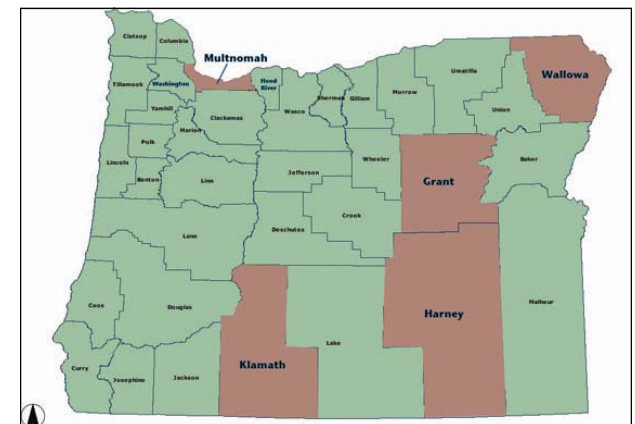 Clatsop
Columbia
Multnomah
Tillamook
Washington
Hood
River
Yamhill
Clackamas
Wasco
Sherman
Gilliam
Morrow
Umatilla
Union
Wallowa
Polk
Marion
Lincoln
Benton
Linn
Jefferson
Wheeler
Grant
Baker
Lane
Deschutes
Crook
Coos
Douglas
Klamath
Lake
Harney
Malheur
Curry
Josephine
Jackson